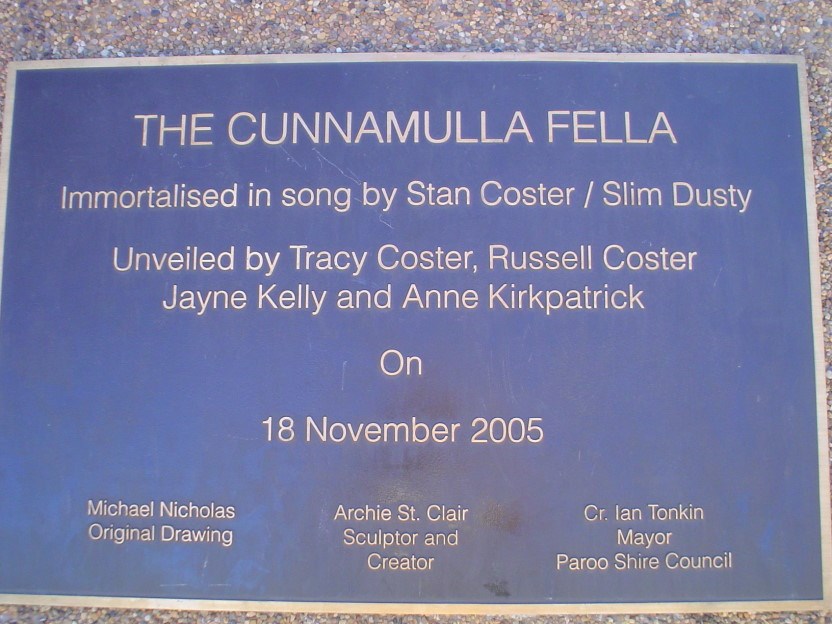 THE CUNNAMULLA FELLA
Immortalised in song by Stan Coster / Slim Dusty
Unveiled by Tracy Coster, Russell Coster
Jayne Kelly and Anne Kirkpatrick
On
18 November 2005
Michael Nicholas
Original Drawing
Archie St. Clair
Sculptor and
Creator
Cr. Ian Tonkin
Mayor
Paroo Shire Council